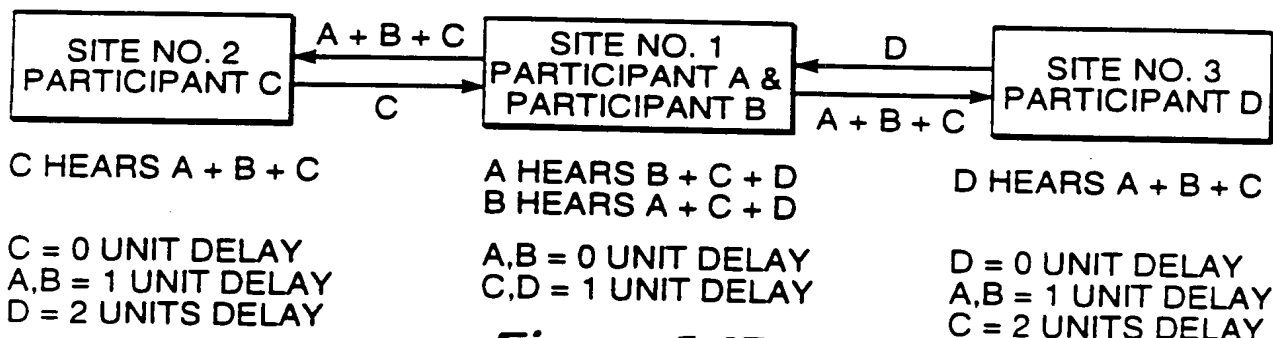 SITE NO. 2
PARTICIPANT C
A + B + C
C
SITE NO. 1
PARTICIPANT A &
PARTICIPANT B
D
A + B + C
SITE NO. 3
PARTICIPANT D
C HEARS A + B + C
C = 0 UNIT DELAY
A,B = 1 UNIT DELAY
D = 2 UNITS DELAY
A HEARS B + C + D
B HEARS A + C + D
A,B = 0 UNIT DELAY
C,D = 1 UNIT DELAY
D HEARS A + B + C
D = 0 UNIT DELAY
A,B = 1 UNIT DELAY
C = 2 UNITS DELAY